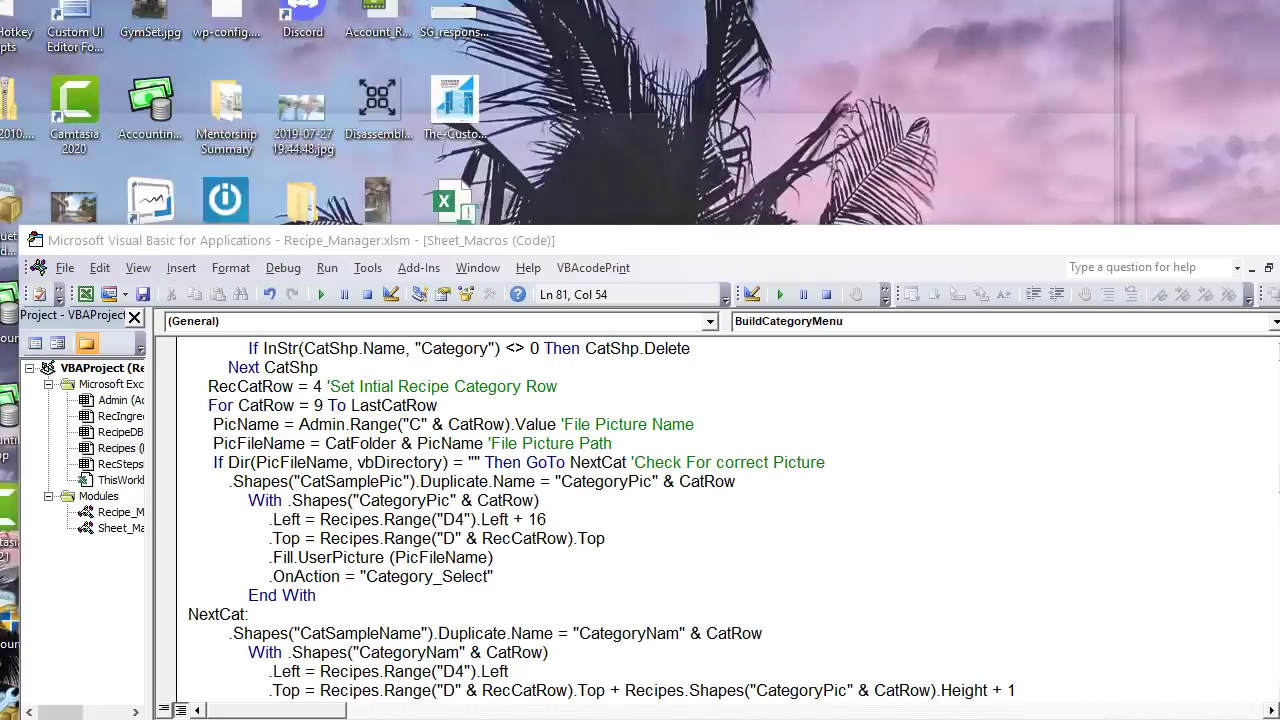 Hotkey
pts
Custom UI
Editor Fo...
GymSet.jpg
wp-config....
Discord
Account_R...
SG_respons...
2010....
Camtasia
2020
Accountin...
Mentorship
Summary
2019-07-27
19.44.48.jpg
Disassembl...
The-Custo...
Microsoft Visual Basic for Applications - Recipe_Manager.xlsm - [Sheet_Macros (Code)]
File Edit View Insert Format Debug Run Tools Add-Ins Window Help VBAcodePrint
Type a question for help
Ln 81, Col 54
Project - VBAProject
(General)
BuildCategoryMenu
VBAProject (Re
Microsoft Exc
Admin (A
RecIngre
RecipeDB
Recipes (
RecSteps
ThisWork
Modules
Recipe_M
Sheet_Ma
If InStr(CatShp.Name, "Category") <> 0 Then CatShp.Delete
Next CatShp
RecCatRow = 4 'Set Intial Recipe Category Row
For CatRow = 9 To LastCatRow
PicName = Admin.Range("C" & CatRow).Value 'File Picture Name
PicFileName = CatFolder & PicName 'File Picture Path
If Dir(PicFileName, vbDirectory) = "" Then GoTo NextCat 'Check For correct Picture
.Shapes("CatSamplePic").Duplicate.Name = "CategoryPic" & CatRow
With .Shapes("CategoryPic" & CatRow)
.Left = Recipes.Range("D4").Left + 16
.Top = Recipes.Range("D" & RecCatRow).Top
.Fill.UserPicture (PicFileName)
.OnAction = "Category_Select"
End With
NextCat:
.Shapes("CatSampleName").Duplicate.Name = "CategoryNam" & CatRow
With .Shapes("CategoryNam" & CatRow)
.Left = Recipes.Range("D4").Left
.Top = Recipes.Range("D" & RecCatRow).Top + Recipes.Shapes("CategoryPic" & CatRow).Height + 1